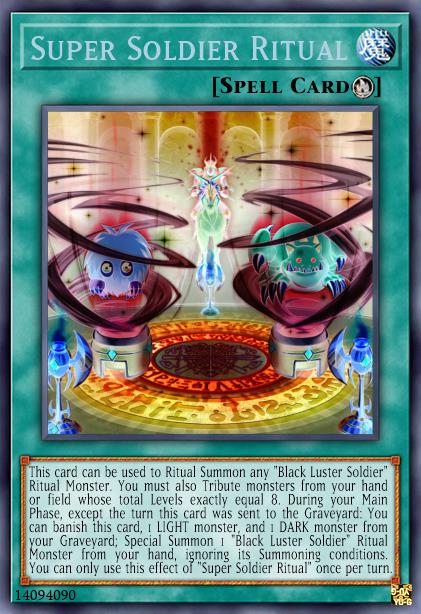 Super Soldier Ritual
魔
[Spell Card]
This card can be used to Ritual Summon any "Black Luster Soldier"
Ritual Monster. You must also Tribute monsters from your hand
or field whose total Levels exactly equal 8. During your Main
Phase, except the turn this card was sent to the Graveyard: You
can banish this card, 1 LIGHT monster, and 1 DARK monster from
your Graveyard; Special Summon 1 "Black Luster Soldier" Ritual
Monster from your hand, ignoring its Summoning conditions.
You can only use this effect of "Super Soldier Ritual" once per turn.
14094090